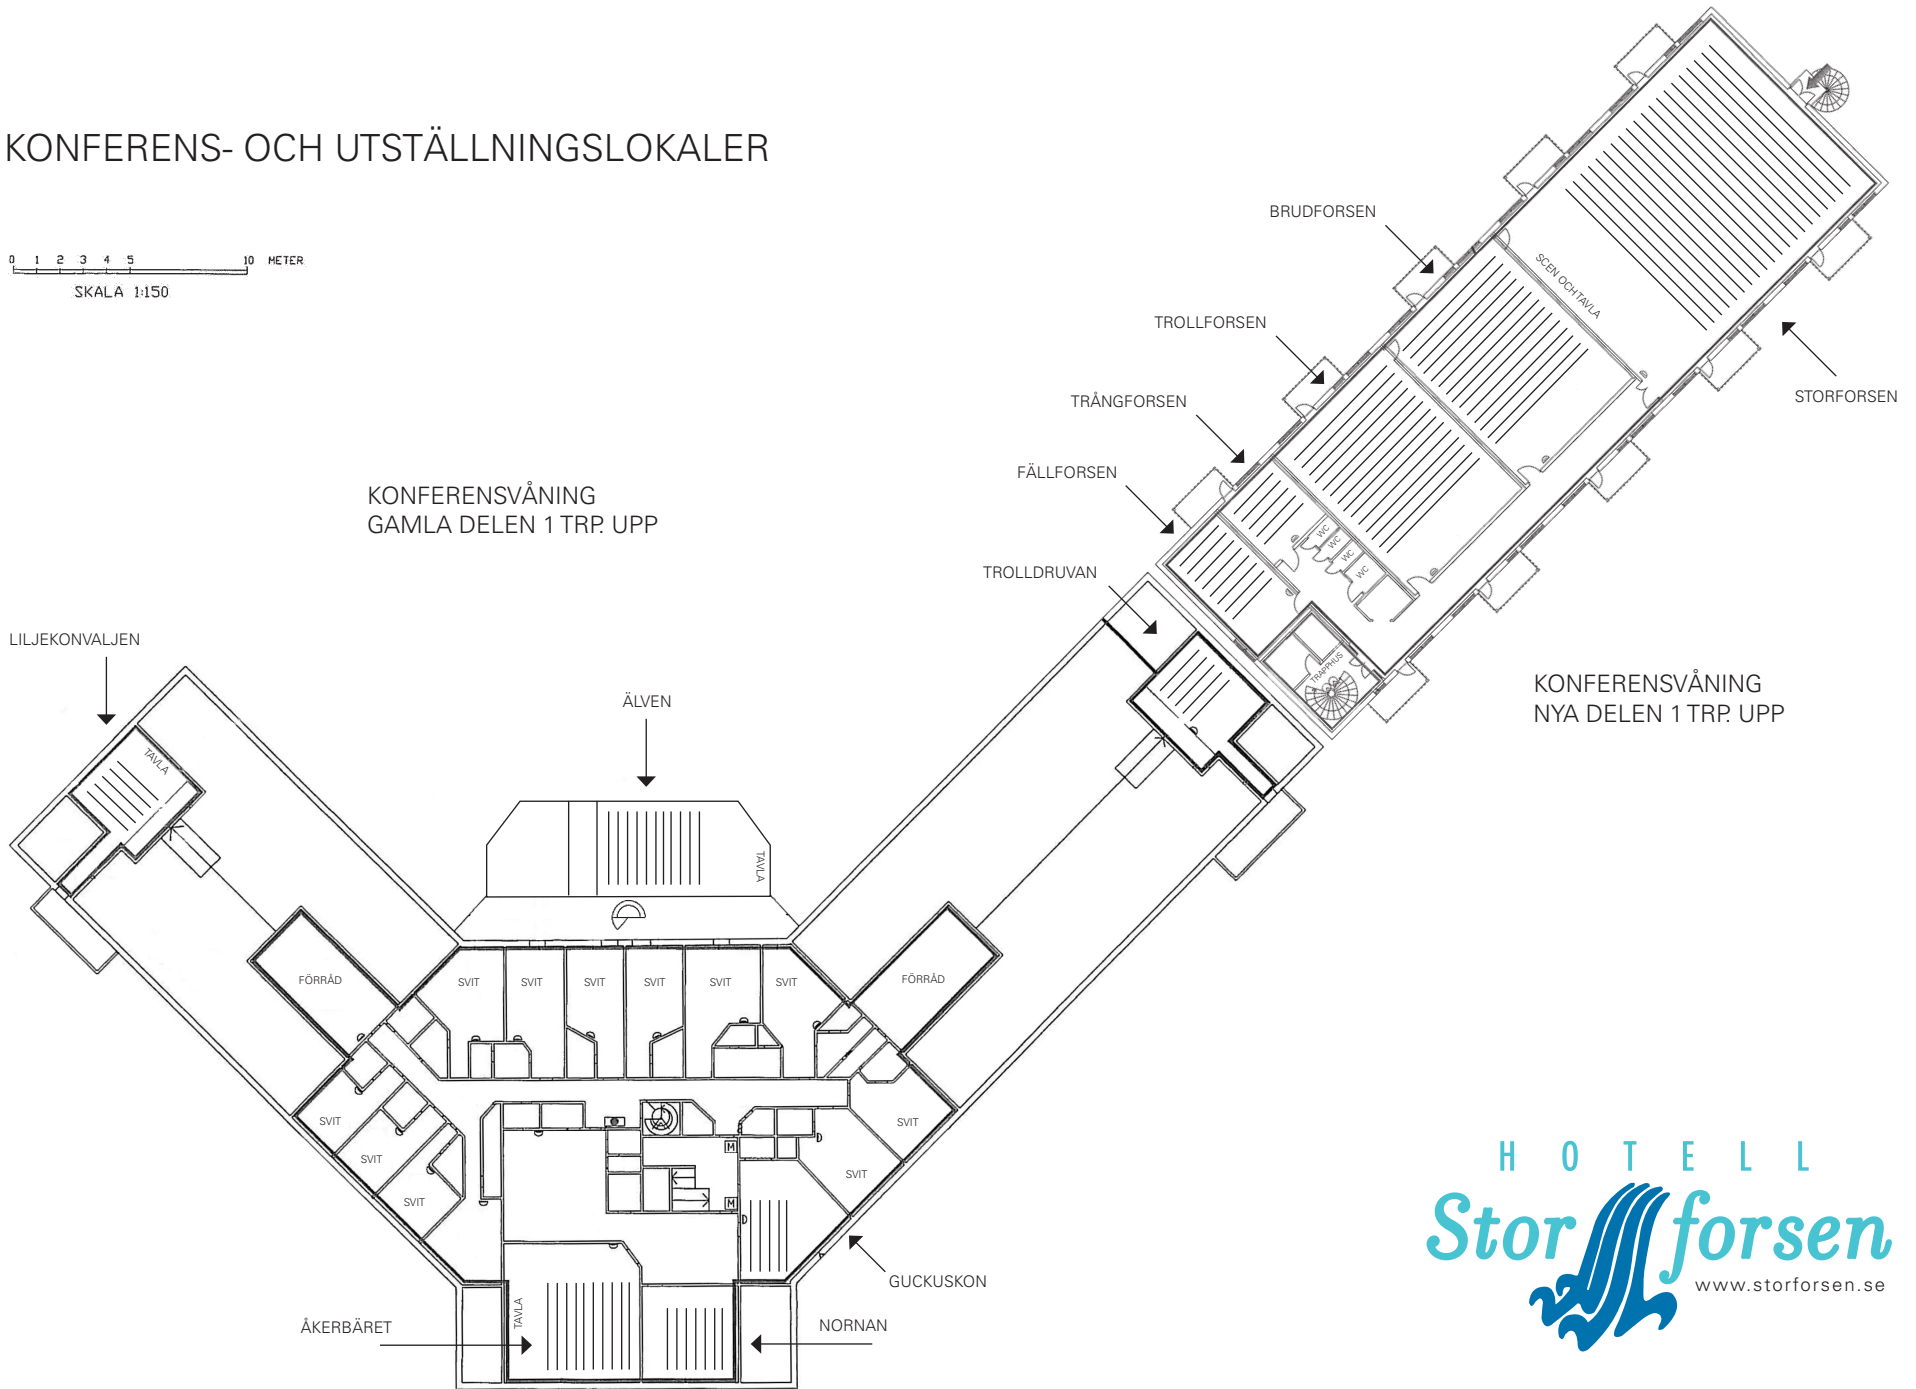 KONFERENS- OCH UTSTÄLLNINGSLOKALER
0 1 2 3 4 5 10 METER
SKALA 1:150
BRUDFORSEN
TROLLFORSEN
TRÅNGFORSEN
FÄLLFORSEN
TROLLDRUVAN
SCEN OCH TAVLA
STORFORSEN
WC
WC
WC
WC
TRAPPHUS
KONFERENSVÅNING
GAMLA DELEN 1 TRP. UPP
KONFERENSVÅNING
NYA DELEN 1 TRP. UPP
LILJEKONVALJEN
TAVLA
ÄLVEN
TAVLA
FÖRRÅD
SVIT
SVIT
SVIT
SVIT
SVIT
SVIT
FÖRRÅD
SVIT
SVIT
SVIT
SVIT
SVIT
M
M
GUCKUSKON
ÅKERBÄRET
TAVLA
NORNAN
HOTELL
Storforsen
www.storforsen.se